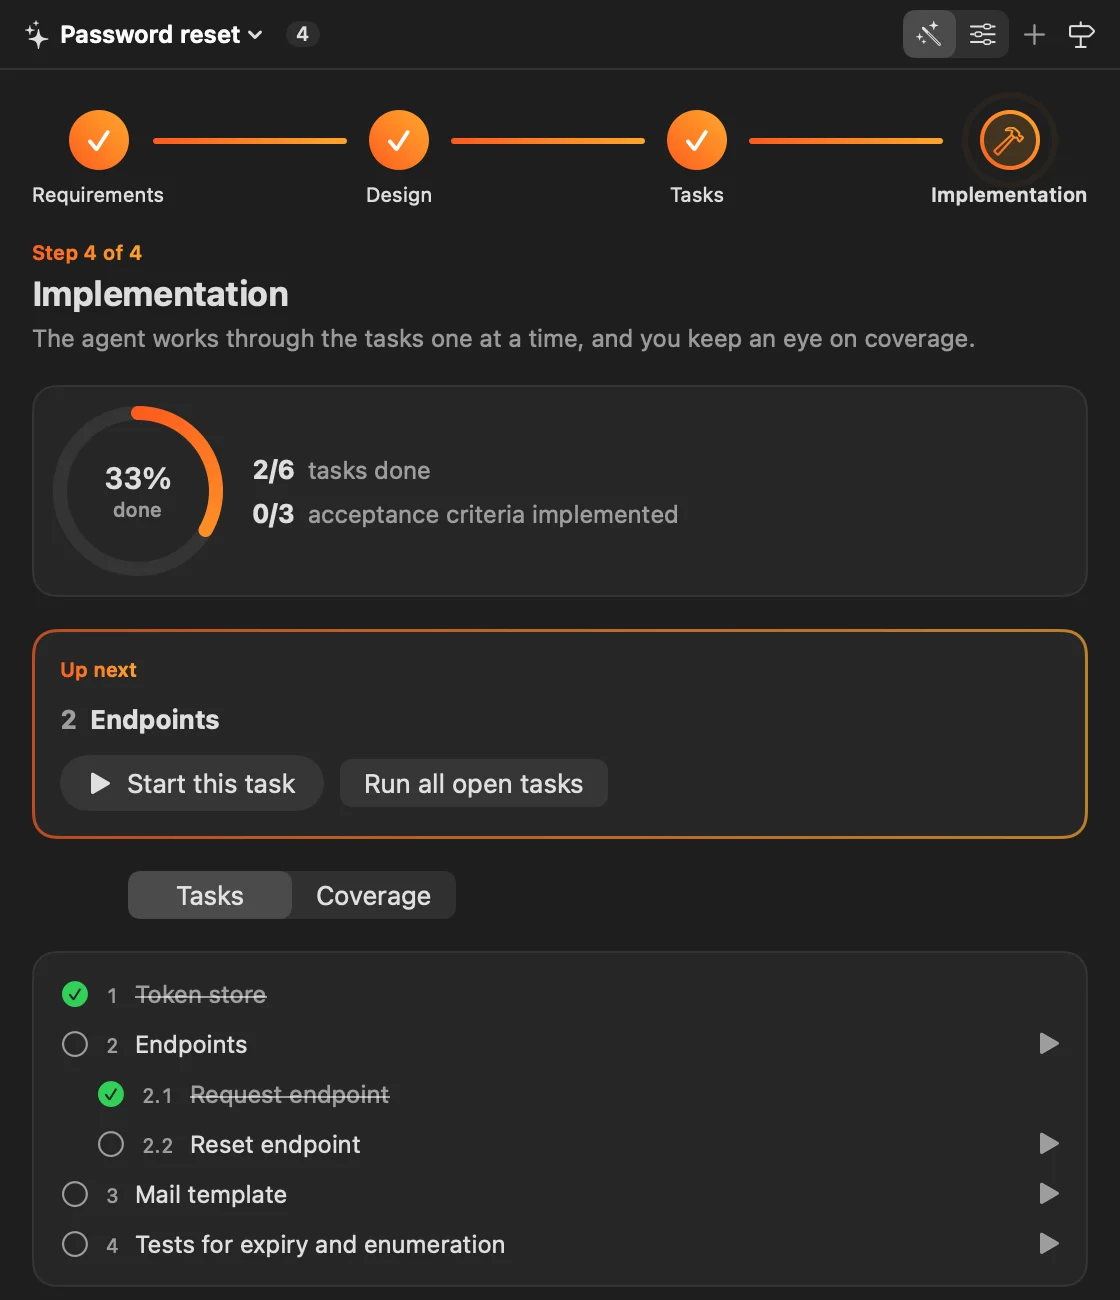 Password reset 4
Requirements
Design
Tasks
Implementation
Step 4 of 4
Implementation
The agent works through the tasks one at a time, and you keep an eye on coverage.
33%
done
2/6 tasks done
0/3 acceptance criteria implemented
Up next
2 Endpoints
Start this task
Run all open tasks
Tasks
Coverage
1 Token store
2 Endpoints
2.1 Request endpoint
2.2 Reset endpoint
3 Mail template
4 Tests for expiry and enumeration